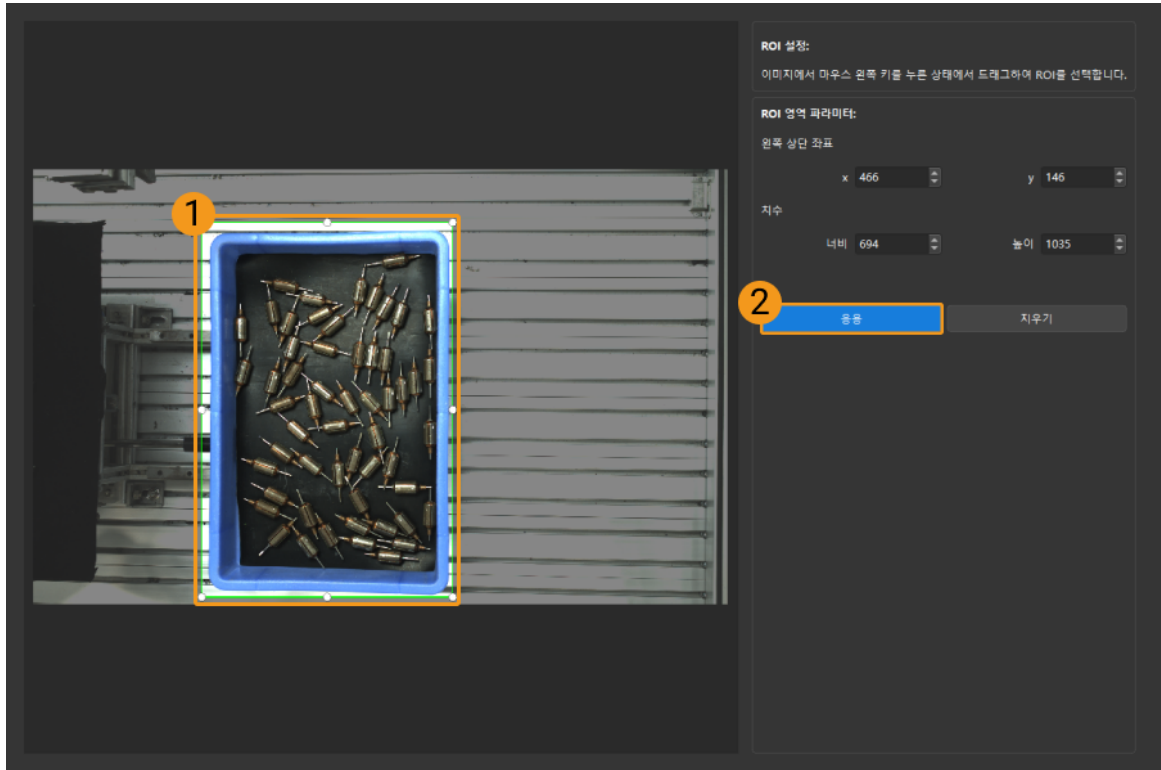 ROI 설정:
이미지에서 마우스 왼쪽 키를 누른 상태에서 드래그하여 ROI를 선택합니다.
ROI 영역 파라미터:
왼쪽 상단 좌표
x 466 y 146
치수
너비 694 높이 1035
1
2
응용 지우기